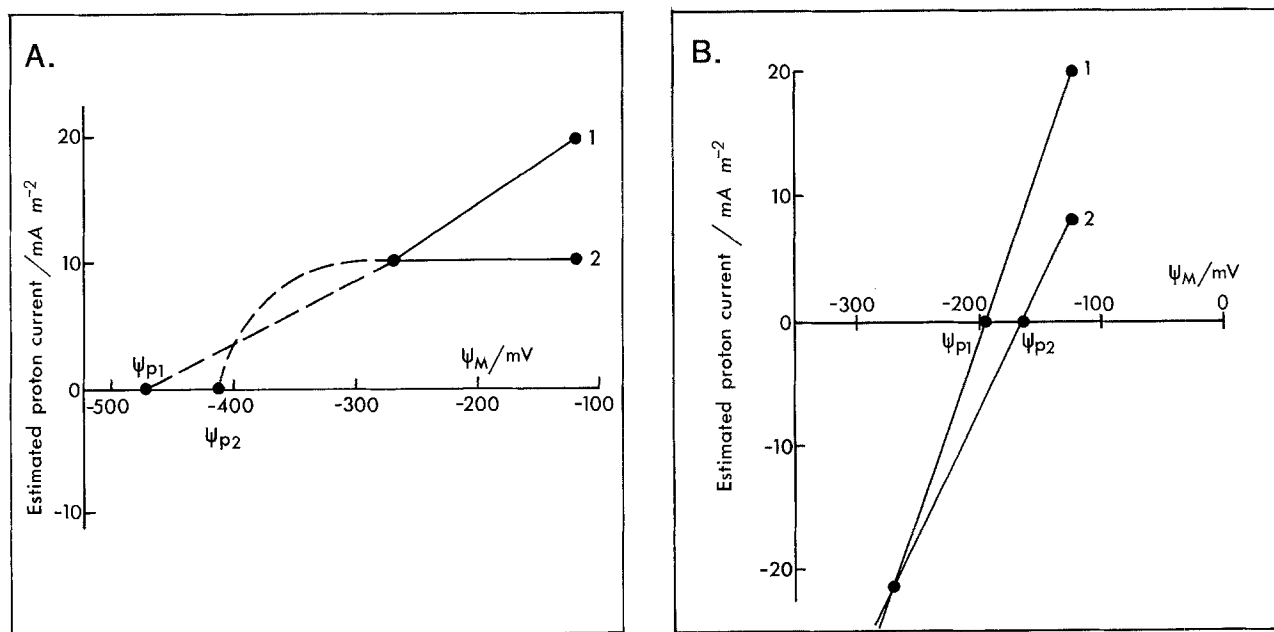 A.
Estimated proton current / mA m⁻²
20
10
0
-10
1
2
ψp1
ψM/mV
-500
-400
-300
-200
-100
ψp2
B.
Estimated proton current / mA m⁻²
20
10
0
-10
-20
1
2
ψM/mV
-300
-200
-100
0
ψp1
ψp2